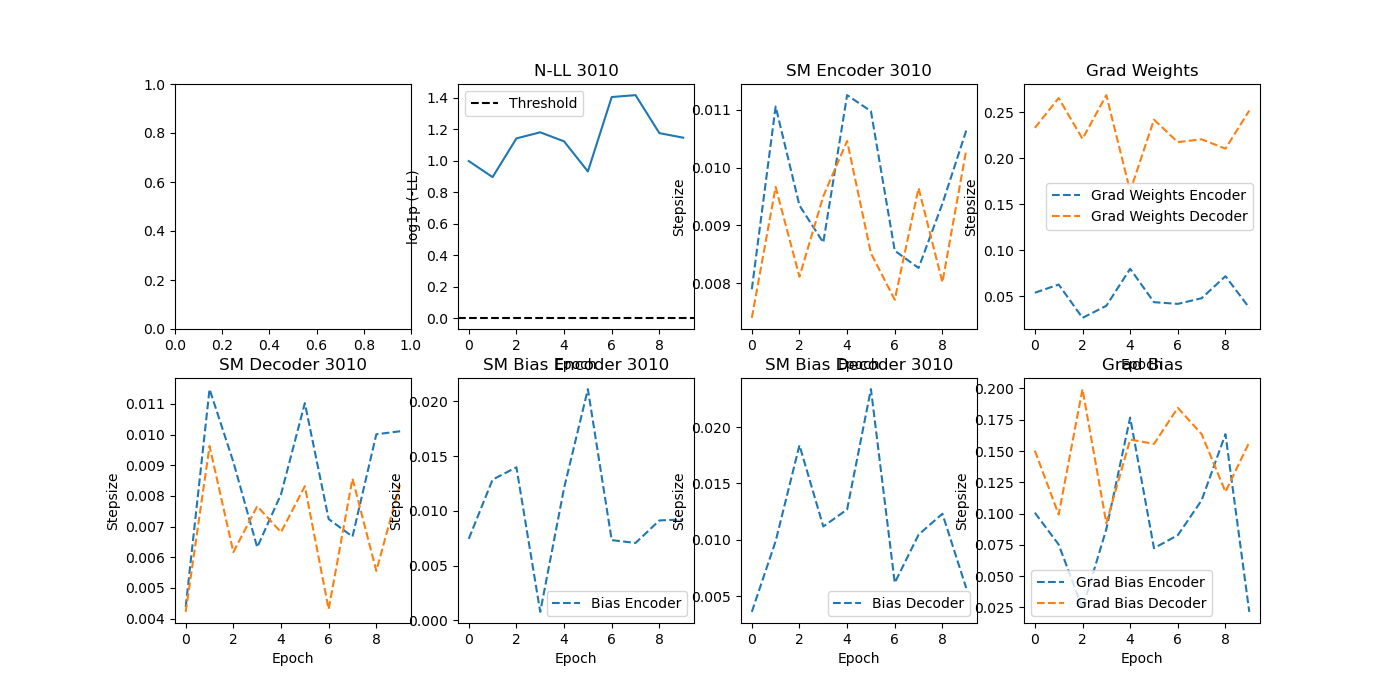 N-LL 3010
SM Encoder 3010
Grad Weights
1.0
0.8
0.6
0.4
0.2
0.0
0.0 0.2 0.4 0.6 0.8 1.0
Threshold
log1p (-LL)
1.4
1.2
1.0
0.8
0.6
0.4
0.2
0.0
0 2 4 6 8
Epoch
Stepsize
0.011
0.010
0.009
0.008
0 2 4 6 8
Epoch
Stepsize
0.25
0.20
0.15
0.10
0.05
Grad Weights Encoder
Grad Weights Decoder
0 2 4 6 8
Epoch
SM Decoder 3010
SM Bias Encoder 3010
SM Bias Decoder 3010
Grad Bias
Stepsize
0.011
0.010
0.009
0.008
0.007
0.006
0.005
0.004
0 2 4 6 8
Epoch
Stepsize
0.020
0.015
0.010
0.005
0.000
Bias Encoder
0 2 4 6 8
Epoch
Stepsize
0.020
0.015
0.010
0.005
Bias Decoder
0 2 4 6 8
Epoch
Stepsize
0.200
0.175
0.150
0.125
0.100
0.075
0.050
0.025
Grad Bias Encoder
Grad Bias Decoder
0 2 4 6 8
Epoch